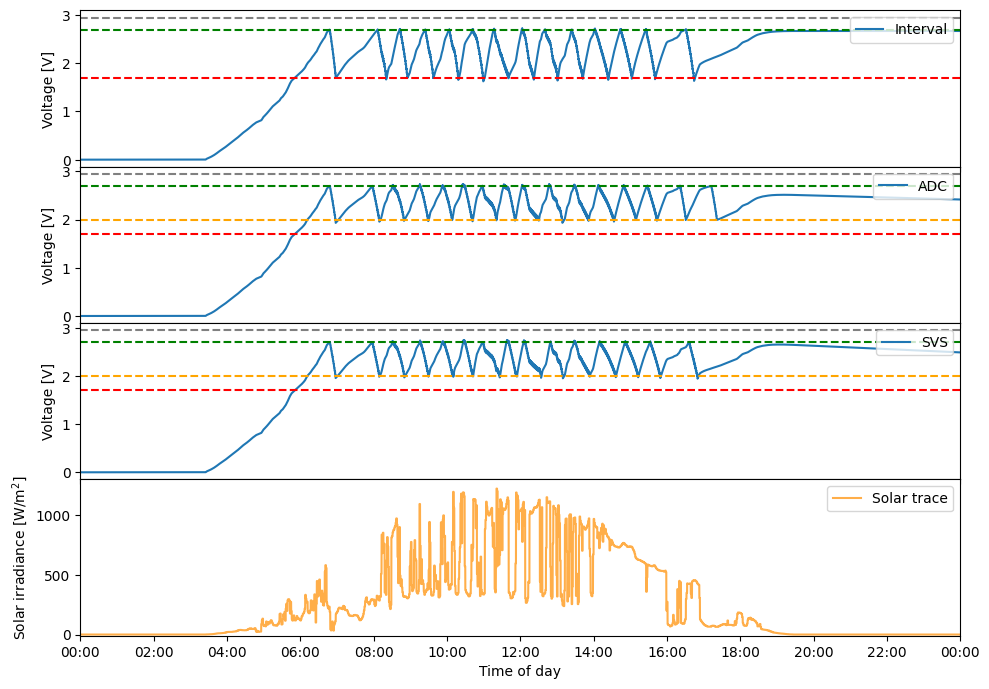 3
2
1
0
Voltage [V]
Interval
3
2
1
0
Voltage [V]
ADC
3
2
1
0
Voltage [V]
SVS
1000
500
0
Solar irradiance [W/m²]
Solar trace
00:00 02:00 04:00 06:00 08:00 10:00 12:00 14:00 16:00 18:00 20:00 22:00 00:00
Time of day